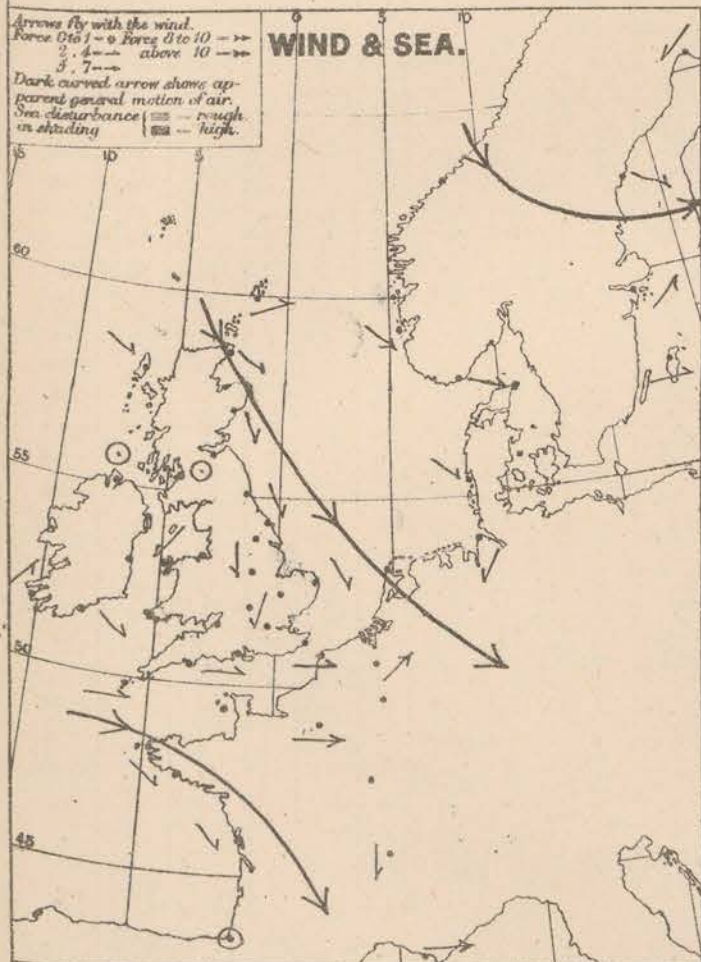 Arrows fly with the wind.
Force 0 to 1 - o Force 8 to 10
2, 4 above 10
5, 7
Dark curved arrow shows ap-
parent general motion of air.
Sea disturbance rough.
in shading high.
WIND & SEA.
5 0 5 10
15 10 5
60
55
50
45